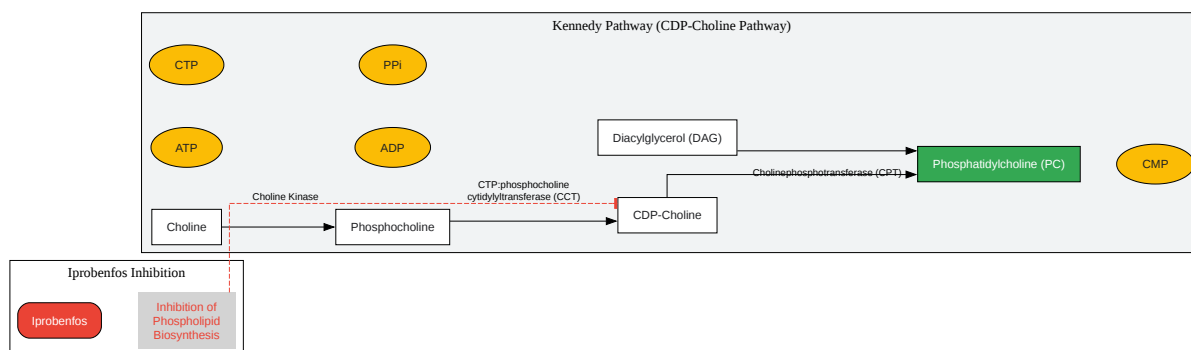 Kennedy Pathway (CDP-Choline Pathway)
CTP
PPi
ATP
ADP
Diacylglycerol (DAG)
Phosphatidylcholine (PC)
CMP
Cholinephosphotransferase (CPT)
Choline Kinase
CTP:phosphocholine
cytidylyltransferase (CCT)
Choline
Phosphocholine
CDP-Choline
Iprobenfos Inhibition
Iprobenfos
Inhibition of
Phospholipid
Biosynthesis